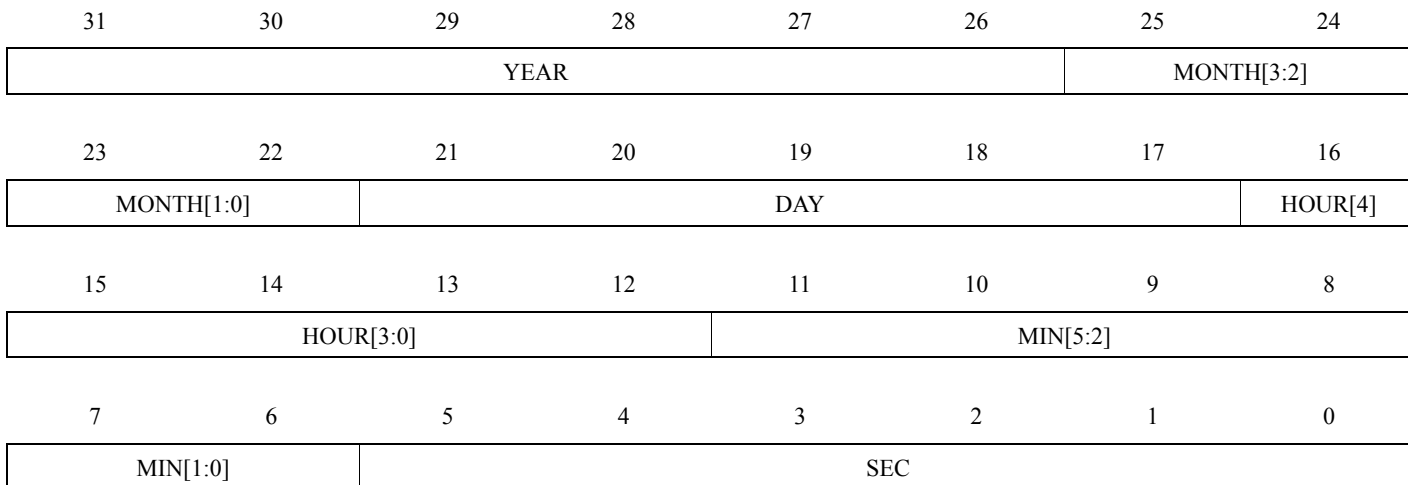 31 30 29 28 27 26 25 24
YEAR MONTH[3:2]
23 22 21 20 19 18 17 16
MONTH[1:0] DAY HOUR[4]
15 14 13 12 11 10 9 8
HOUR[3:0] MIN[5:2]
7 6 5 4 3 2 1 0
MIN[1:0] SEC